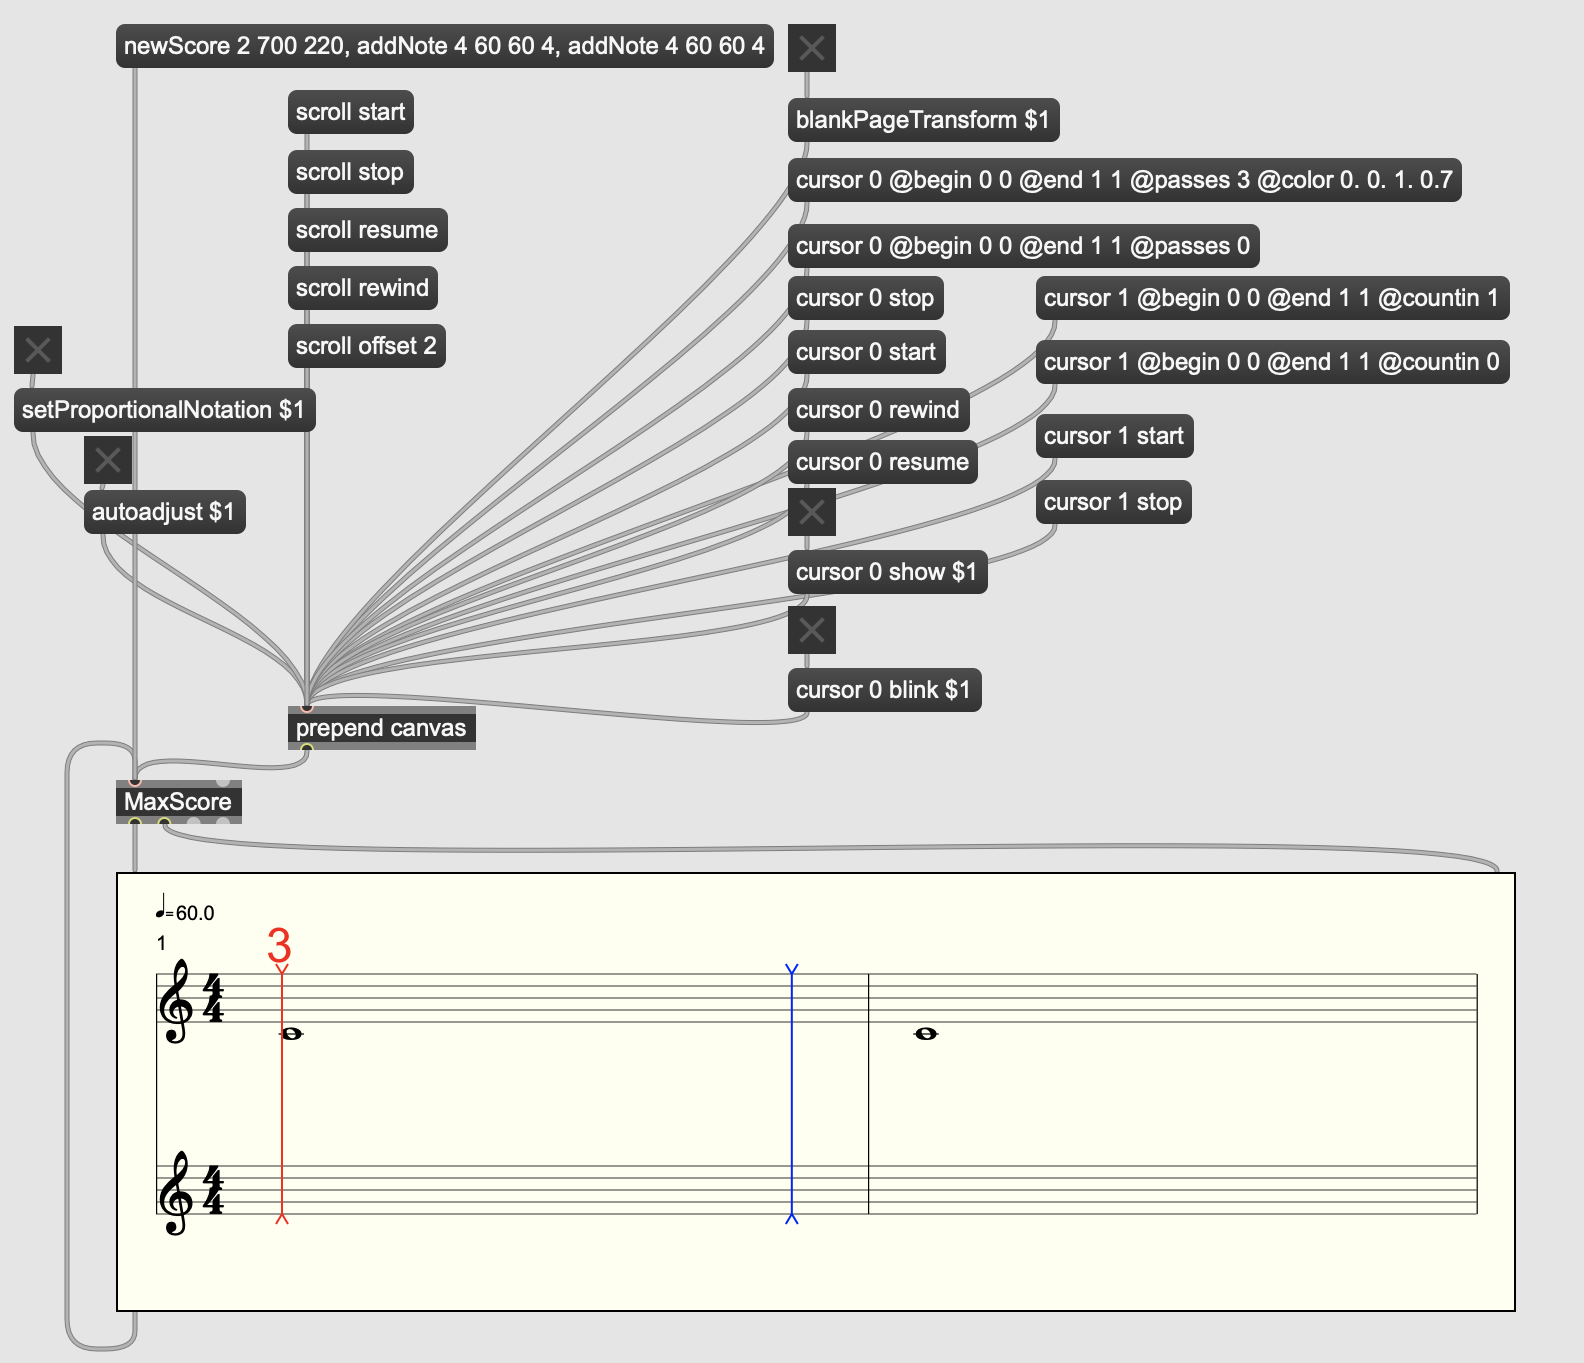 newScore 2 700 220, addNote 4 60 60 4, addNote 4 60 60 4
scroll start
scroll stop
scroll resume
scroll rewind
scroll offset 2
setProportionalNotation $1
autoadjust $1
blankPageTransform $1
cursor 0 @begin 0 0 @end 1 1 @passes 3 @color 0. 0. 1. 0.7
cursor 0 @begin 0 0 @end 1 1 @passes 0
cursor 0 stop
cursor 0 start
cursor 0 rewind
cursor 0 resume
cursor 0 show $1
cursor 0 blink $1
cursor 1 @begin 0 0 @end 1 1 @countin 1
cursor 1 @begin 0 0 @end 1 1 @countin 0
cursor 1 start
cursor 1 stop
prepend canvas
MaxScore
=60.0
1
3
4
4
4
4